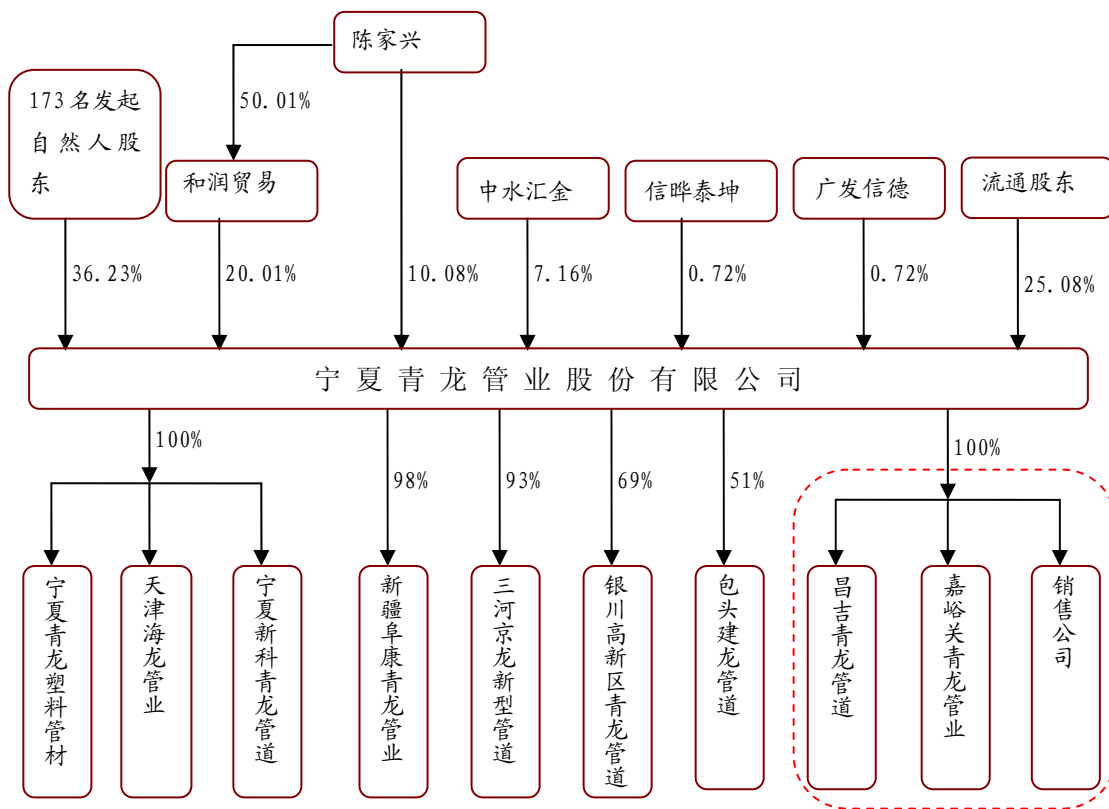 陈家兴
173名发起
自然人股
东
50.01%
和润贸易
中水汇金
信晔泰坤
广发信德
流通股东
36.23%
20.01%
10.08%
7.16%
0.72%
0.72%
25.08%
宁夏青龙管业股份有限公司
100%
98%
93%
69%
51%
100%
宁夏青龙塑料管材
天津海龙管业
宁夏新科青龙管道
新疆阜康青龙管业
三河京龙新型管道
银川高新区青龙管道
包头建龙管道
昌吉青龙管道
嘉峪关青龙管业
销售公司